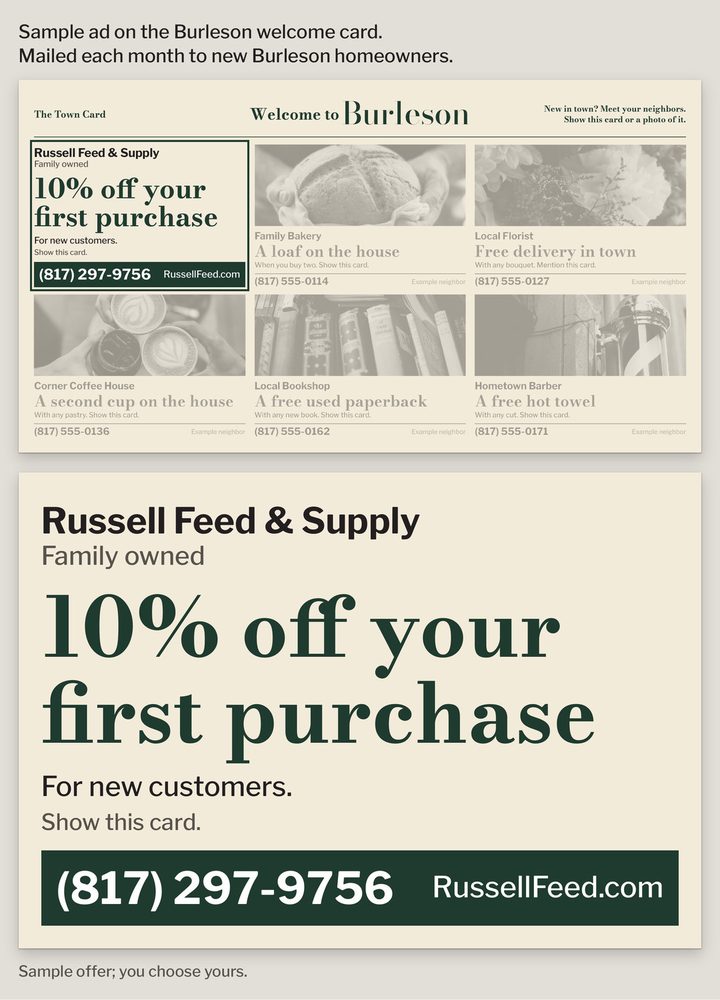 Sample ad on the Burleson welcome card.
Mailed each month to new Burleson homeowners.
The Town Card
Welcome to Burleson
New in town? Meet your neighbors.
Show this card or a photo of it.
Russell Feed & Supply
Family owned
10% off your
first purchase
For new customers.
Show this card.
(817) 297-9756 RussellFeed.com
Family Bakery
A loaf on the house
When you buy two. Show this card.
(817) 555-0114 Example neighbor
Local Florist
Free delivery in town
With any bouquet. Mention this card.
(817) 555-0127 Example neighbor
Corner Coffee House
A second cup on the house
With any pastry. Show this card.
(817) 555-0136 Example neighbor
Local Bookshop
A free used paperback
With any new book. Show this card.
(817) 555-0162 Example neighbor
Hometown Barber
A free hot towel
With any cut. Show this card.
(817) 555-0171 Example neighbor
Russell Feed & Supply
Family owned
10% off your
first purchase
For new customers.
Show this card.
(817) 297-9756 RussellFeed.com
Sample offer; you choose yours.